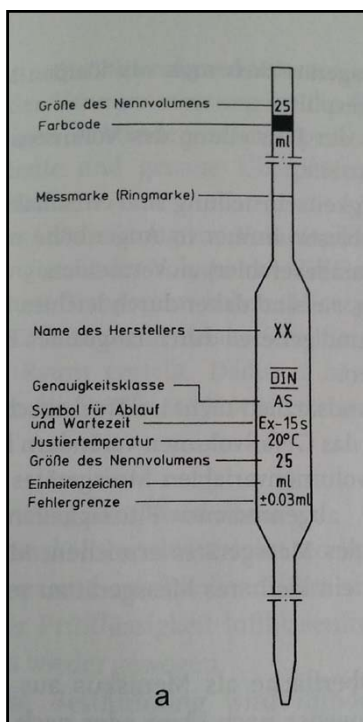 Größe des Nennvolumens 25
Farbcode
ml
Messmarke (Ringmarke)
Name des Herstellers XX
DIN
Genauigkeitsklasse AS
Symbol für Ablauf
und Wartezeit Ex-15s
Justiertemperatur 20°C
Größe des Nennvolumens 25
Einheitenzeichen ml
Fehlergrenze ±0.03ml
a